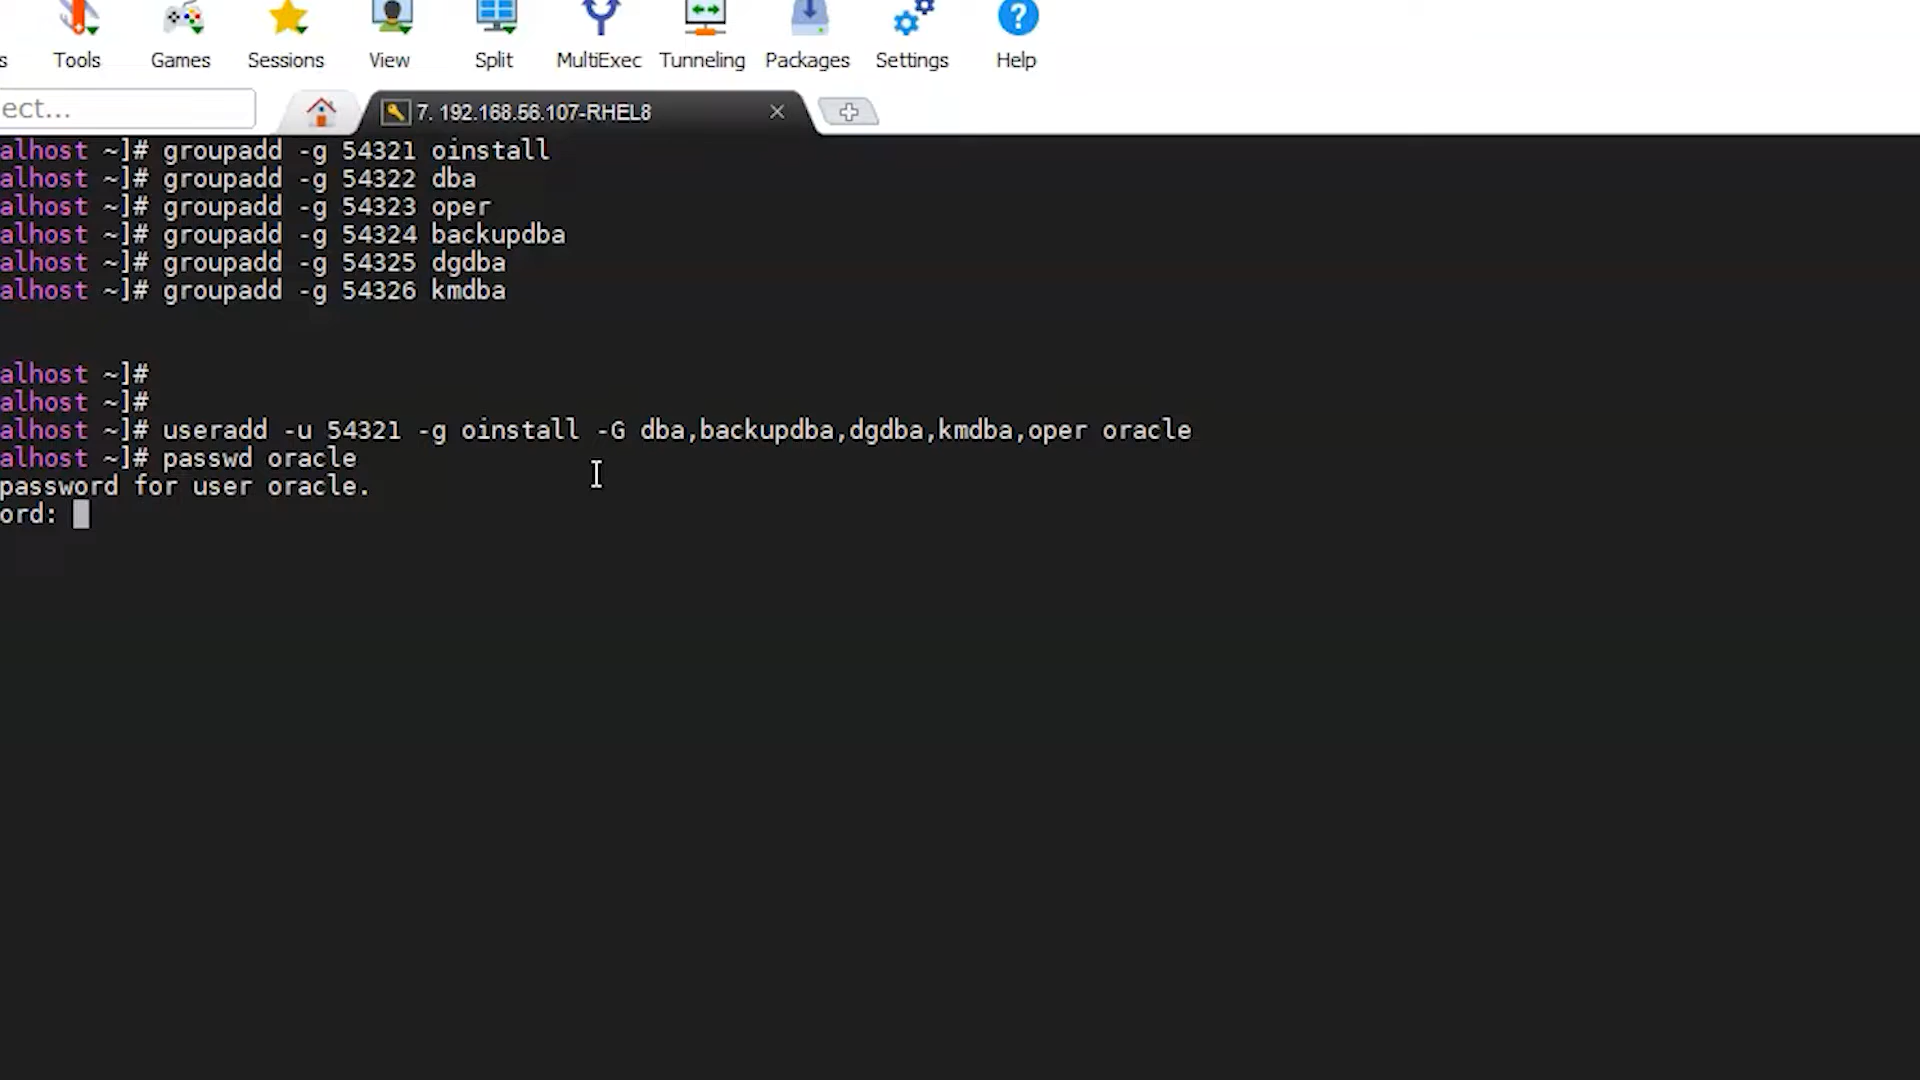 s Tools Games Sessions View Split MultiExec Tunneling Packages Settings Help
ect... 7. 192.168.56.107-RHEL8
alhost ~]# groupadd -g 54321 oinstall
alhost ~]# groupadd -g 54322 dba
alhost ~]# groupadd -g 54323 oper
alhost ~]# groupadd -g 54324 backupdba
alhost ~]# groupadd -g 54325 dgdba
alhost ~]# groupadd -g 54326 kmdba
alhost ~]#
alhost ~]#
alhost ~]# useradd -u 54321 -g oinstall -G dba,backupdba,dgdba,kmdba,oper oracle
alhost ~]# passwd oracle
password for user oracle.
ord: